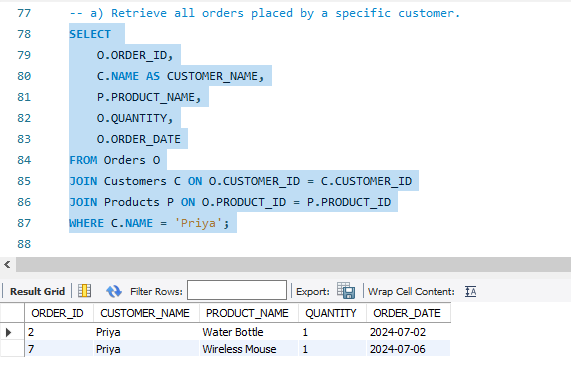 77 -- a) Retrieve all orders placed by a specific customer.
78 SELECT
79 O.ORDER_ID,
80 C.NAME AS CUSTOMER_NAME,
81 P.PRODUCT_NAME,
82 O.QUANTITY,
83 O.ORDER_DATE
84 FROM Orders O
85 JOIN Customers C ON O.CUSTOMER_ID = C.CUSTOMER_ID
86 JOIN Products P ON O.PRODUCT_ID = P.PRODUCT_ID
87 WHERE C.NAME = 'Priya';
88
Result Grid Filter Rows: Export: Wrap Cell Content:
ORDER_ID CUSTOMER_NAME PRODUCT_NAME QUANTITY ORDER_DATE
2 Priya Water Bottle 1 2024-07-02
7 Priya Wireless Mouse 1 2024-07-06